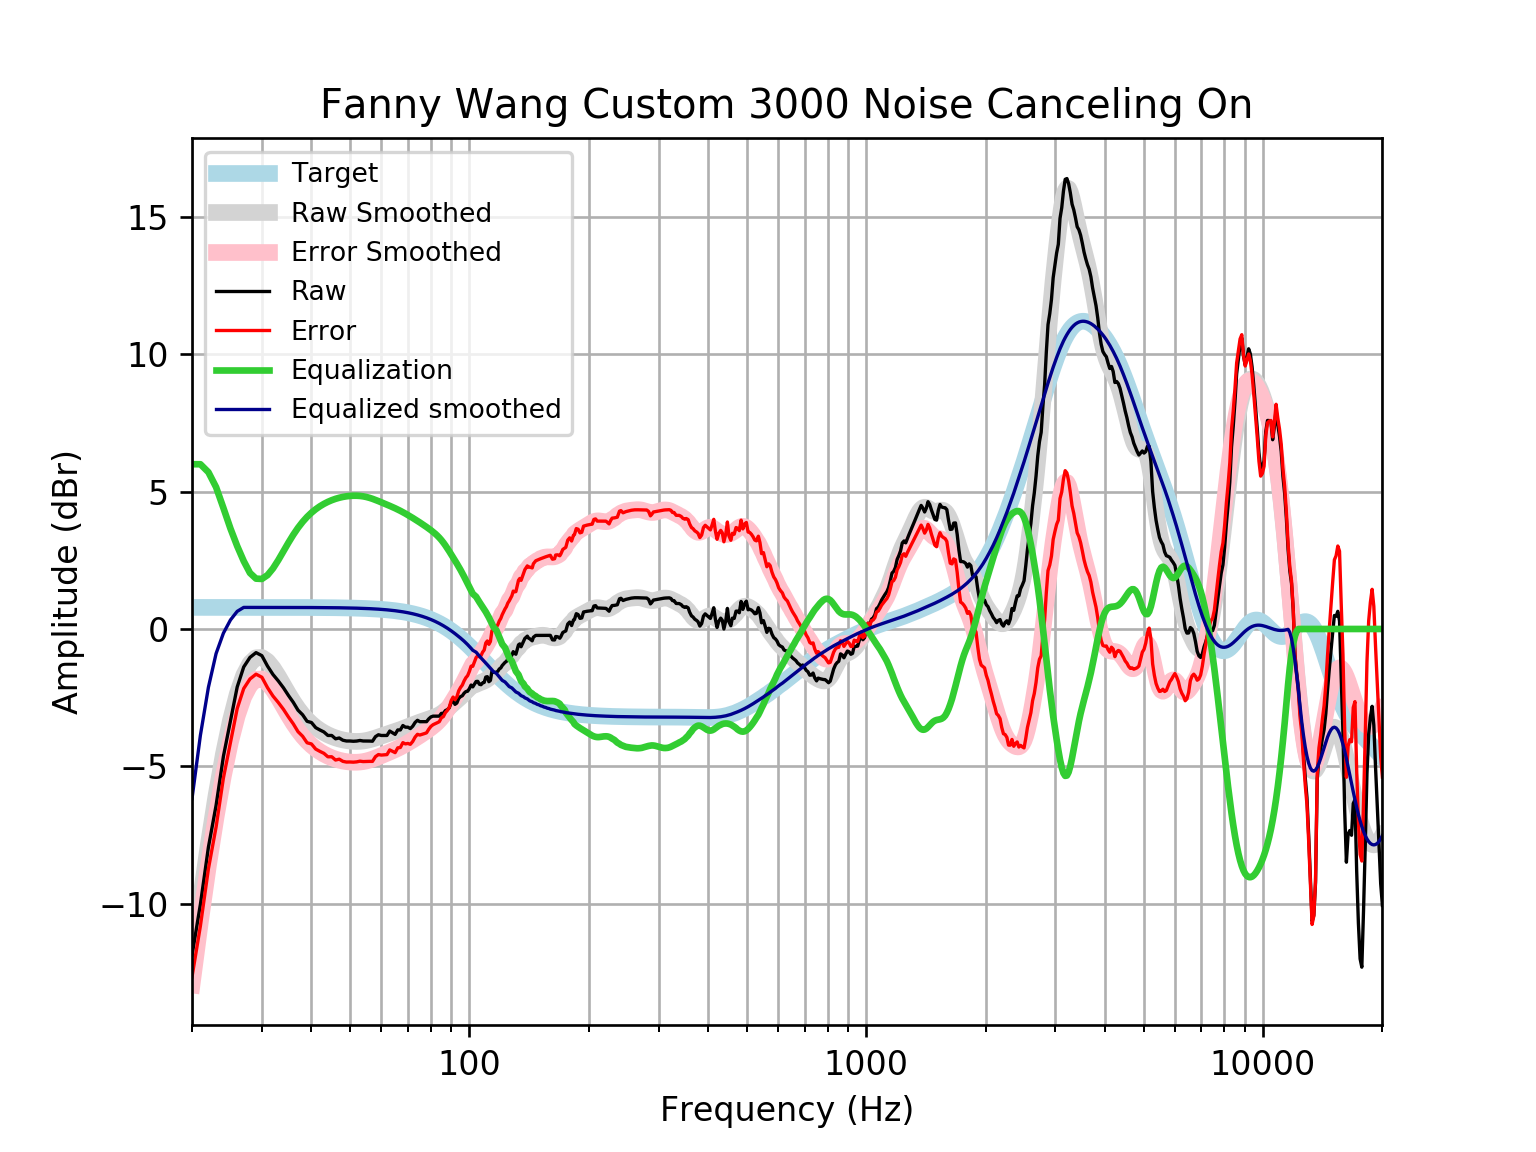 Fanny Wang Custom 3000 Noise Canceling On
Target
Raw Smoothed
Error Smoothed
Raw
Error
Equalization
Equalized smoothed
15
10
5
0
−5
−10
Amplitude (dBr)
100
1000
10000
Frequency (Hz)